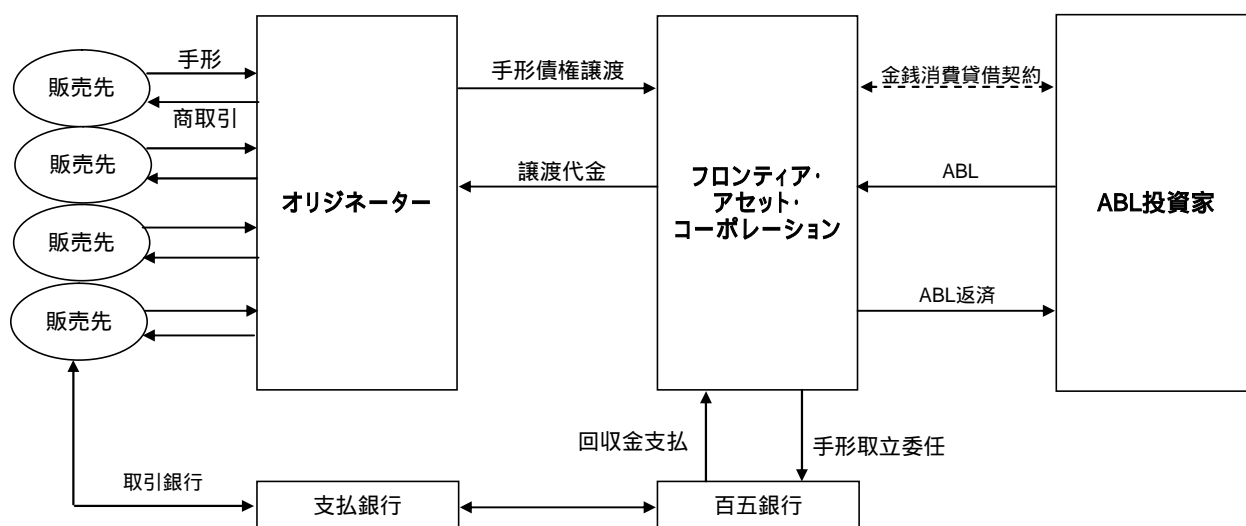 手形
販売先
商取引
販売先
販売先
販売先
オリジネーター
手形債権譲渡
譲渡代金
フロンティア・
アセット・
コーポレーション
金銭消費貸借契約
ABL
ABL返済
ABL投資家
回収金支払
手形取立委任
取引銀行
支払銀行
百五銀行